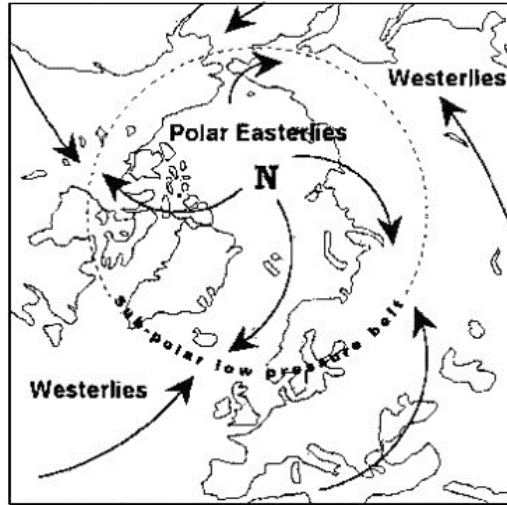 Westerlies
Polar Easterlies
N
Sub-polar low pressure belt
Westerlies